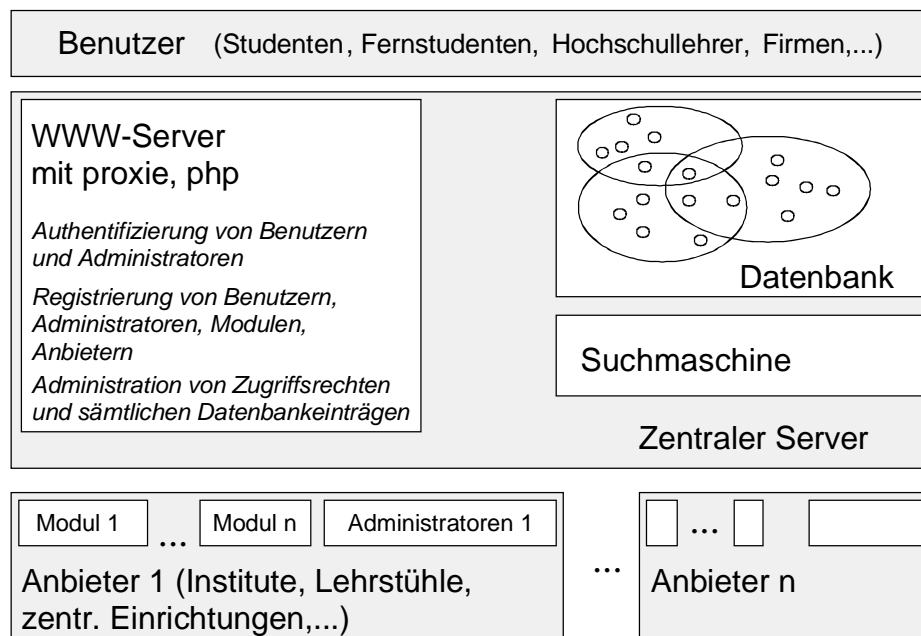 Benutzer (Studenten, Fernstudenten, Hochschullehrer, Firmen,...)
WWW-Server
mit proxie, php
Authentifizierung von Benutzern
und Administratoren
Registrierung von Benutzern,
Administratoren, Modulen,
Anbietern
Administration von Zugriffsrechten
und sämtlichen Datenbankeinträgen
Datenbank
Suchmaschine
Zentraler Server
Modul 1
...
Modul n
Administratoren 1
Anbieter 1 (Institute, Lehrstühle,
zentr. Einrichtungen,...)
...
...
Anbieter n